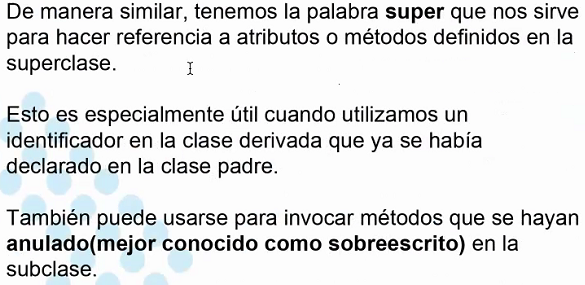 De manera similar, tenemos la palabra super que nos sirve
para hacer referencia a atributos o métodos definidos en la
superclase.
Esto es especialmente útil cuando utilizamos un
identificador en la clase derivada que ya se había
declarado en la clase padre.
También puede usarse para invocar métodos que se hayan
anulado(mejor conocido como sobreescrito) en la
subclase.